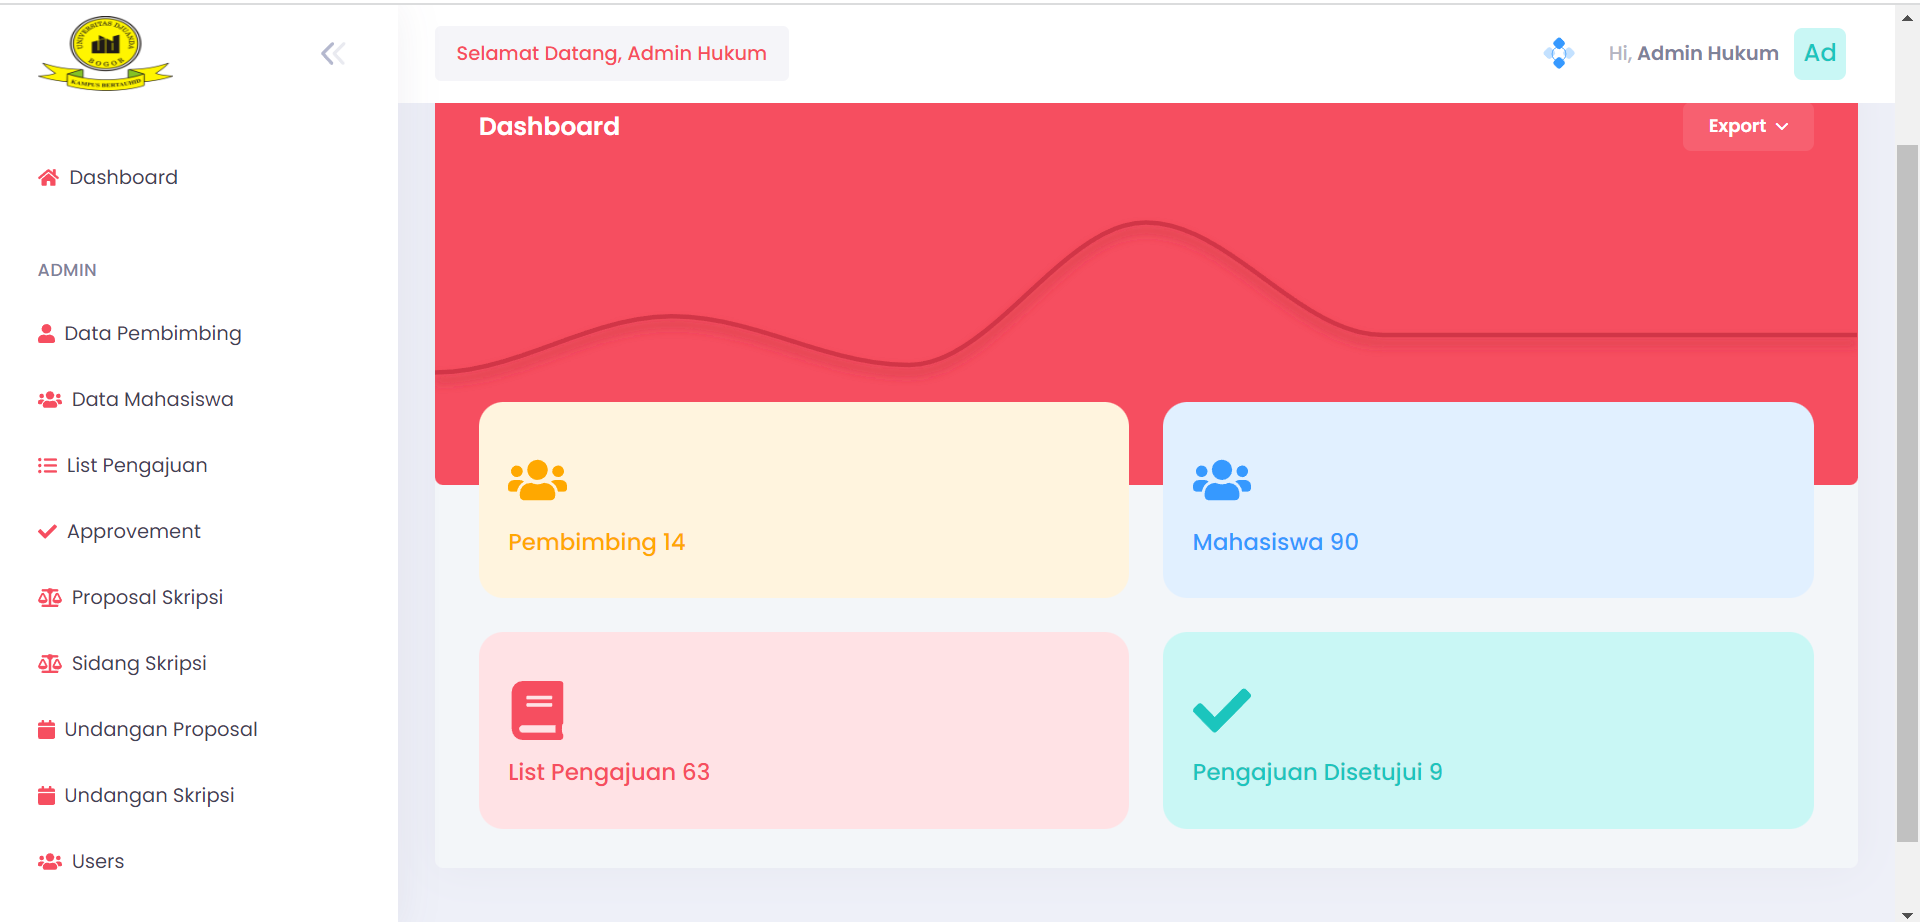 UNIVERSITAS DJUANDA
BOGOR
KAMPUS BERTAUHID
Selamat Datang, Admin Hukum
Hi, Admin Hukum
Ad
Dashboard
ADMIN
Data Pembimbing
Data Mahasiswa
List Pengajuan
Approvement
Proposal Skripsi
Sidang Skripsi
Undangan Proposal
Undangan Skripsi
Users
Dashboard
Export
Pembimbing 14
Mahasiswa 90
List Pengajuan 63
Pengajuan Disetujui 9